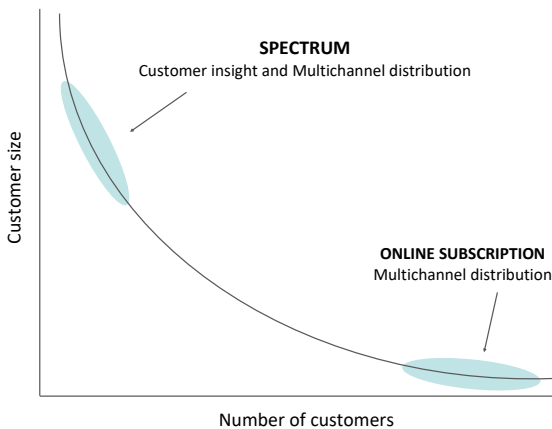 SPECTRUM
Customer insight and Multichannel distribution
Customer size
ONLINE SUBSCRIPTION
Multichannel distribution
Number of customers